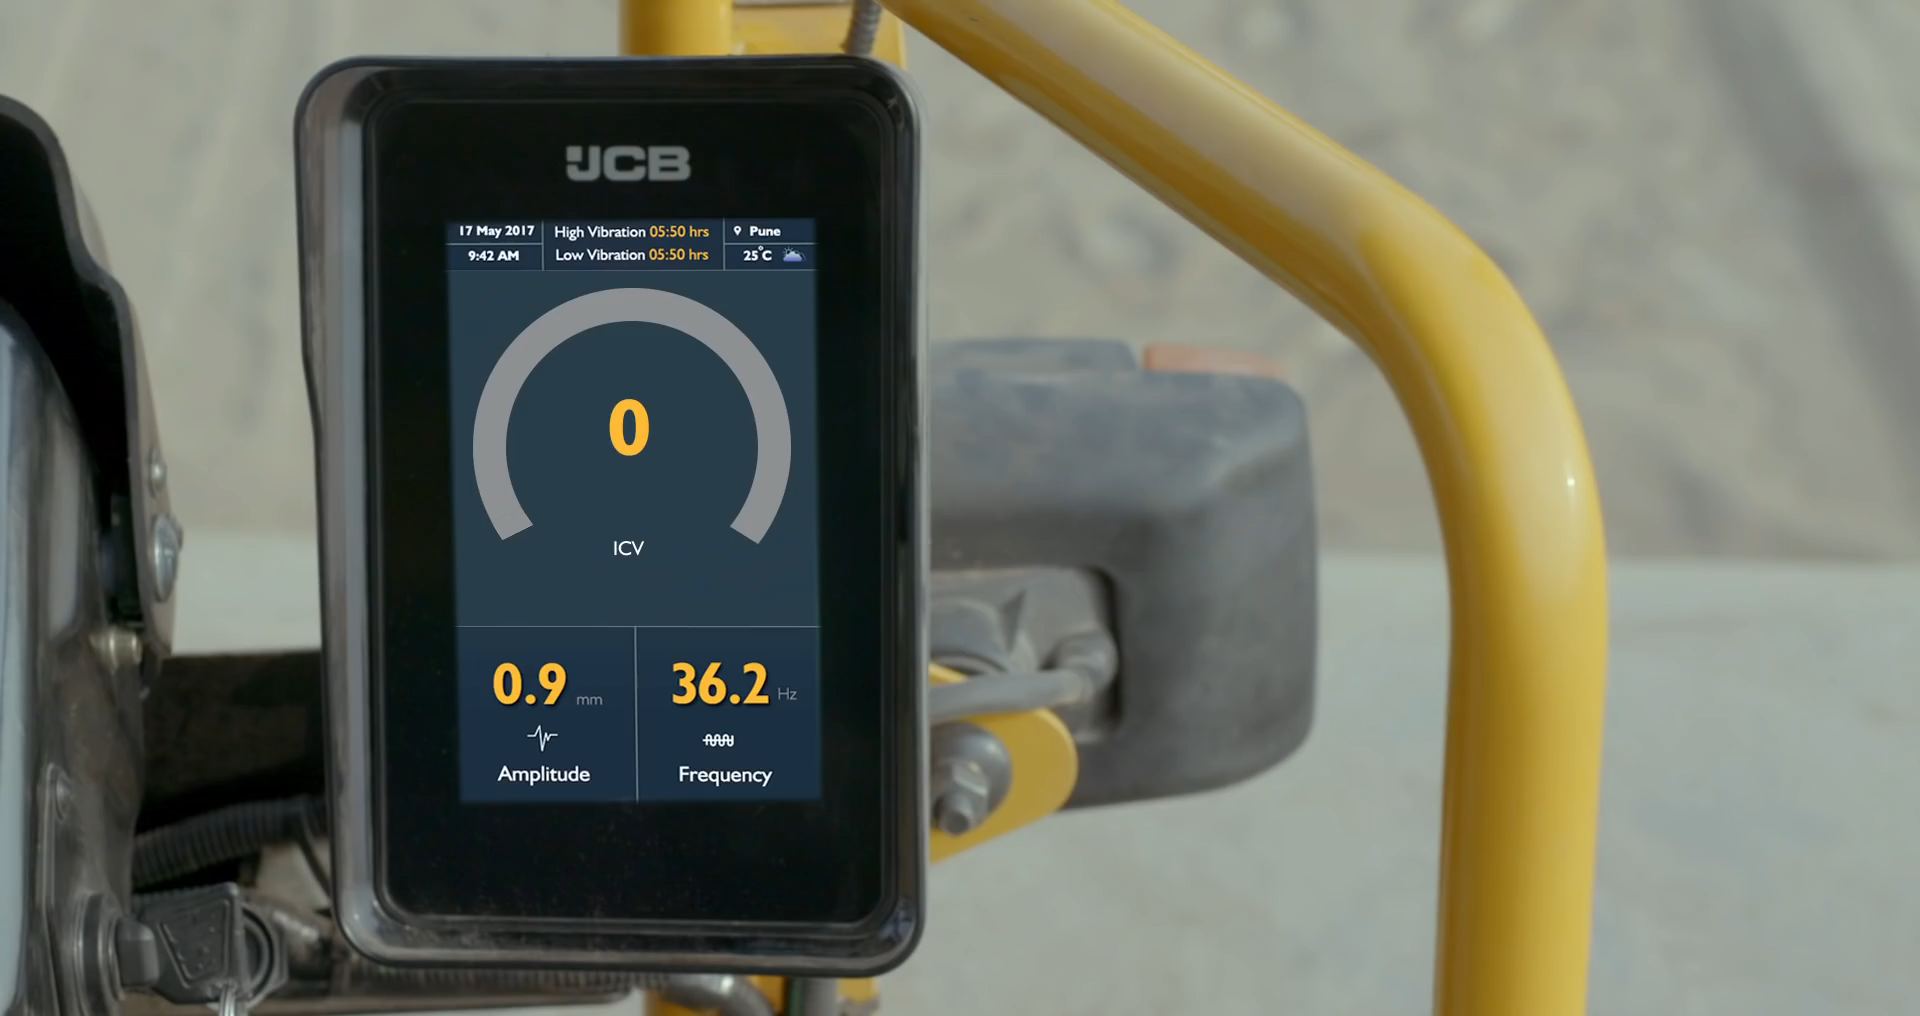 JCB
17 May 2017
High Vibration 05:50 hrs
Pune
9:42 AM
Low Vibration 05:50 hrs
25°C
0
ICV
0.9 mm
36.2 Hz
Amplitude
Frequency